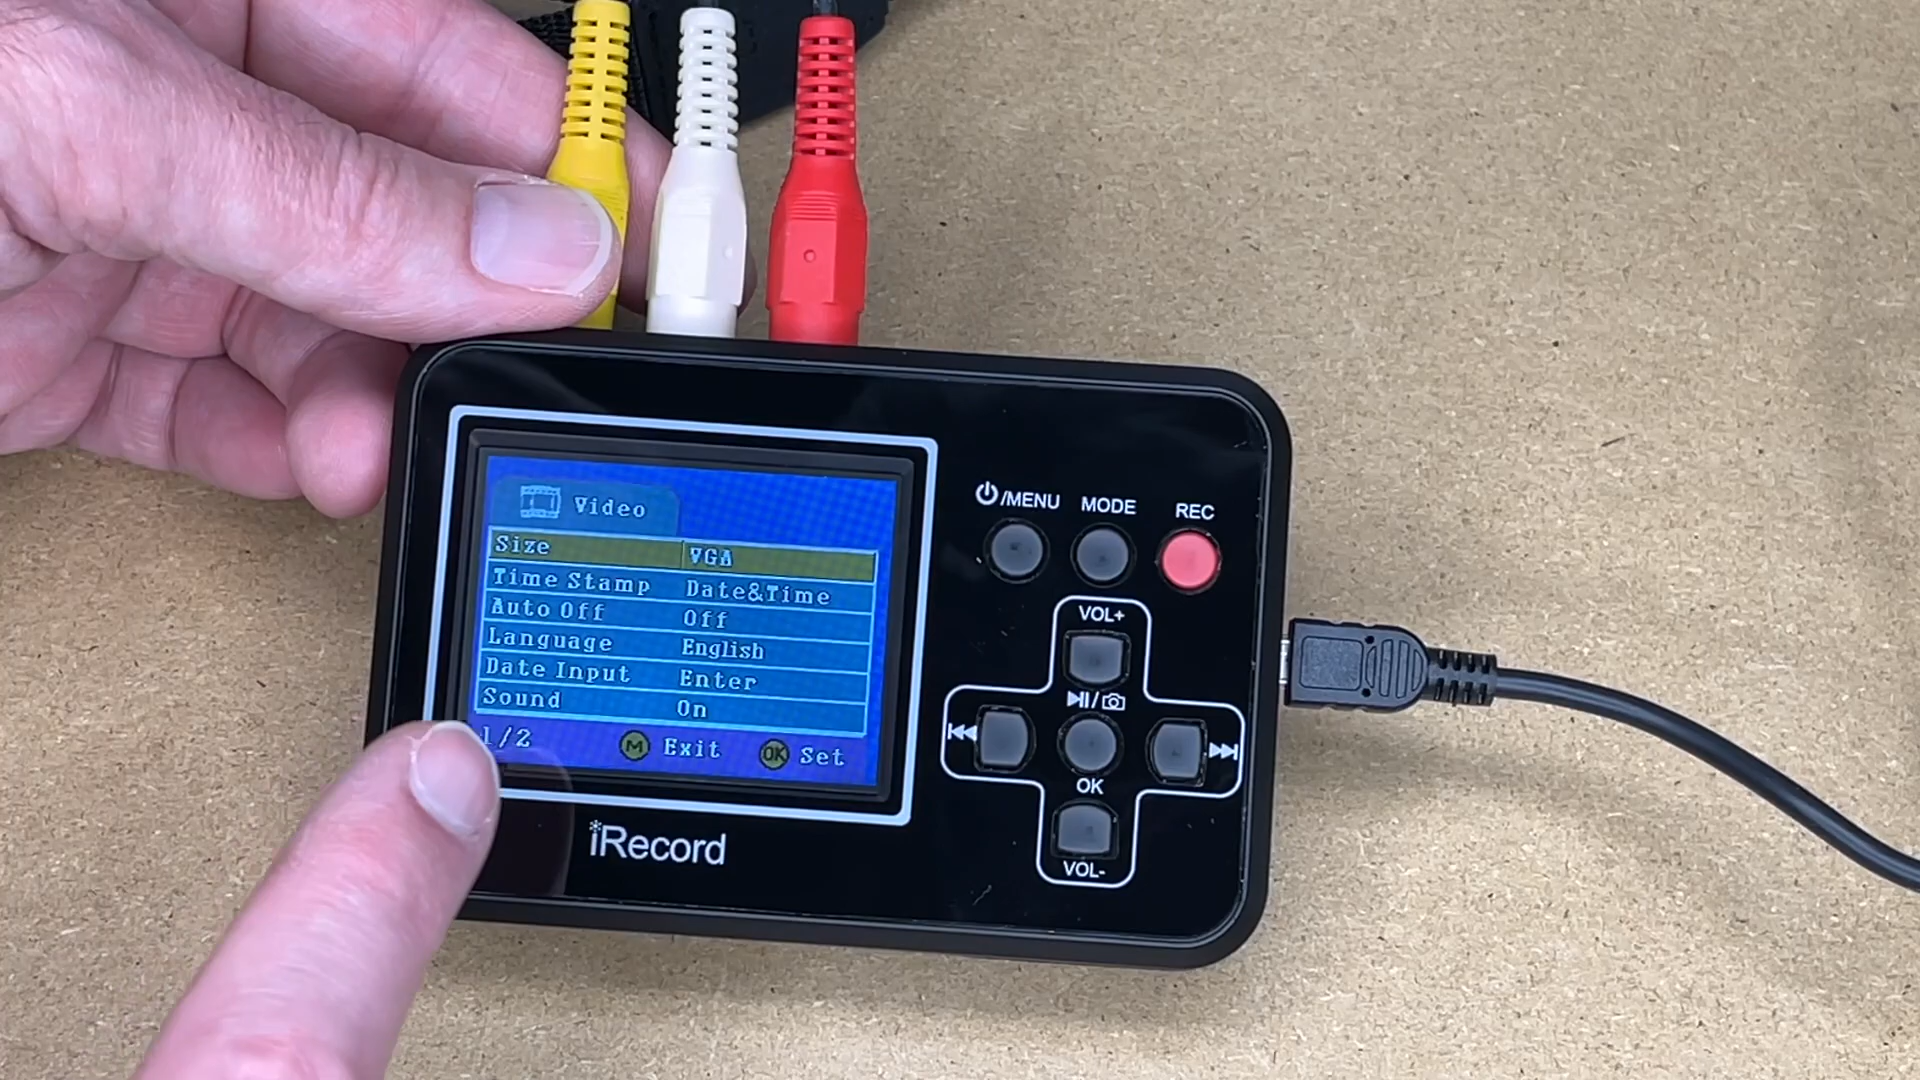 Video
Size VGA
Time Stamp Date&Time
Auto Off Off
Language English
Date Input Enter
Sound On
1/2 M Exit OK Set
iRecord
/MENU MODE REC
VOL+
OK
VOL-